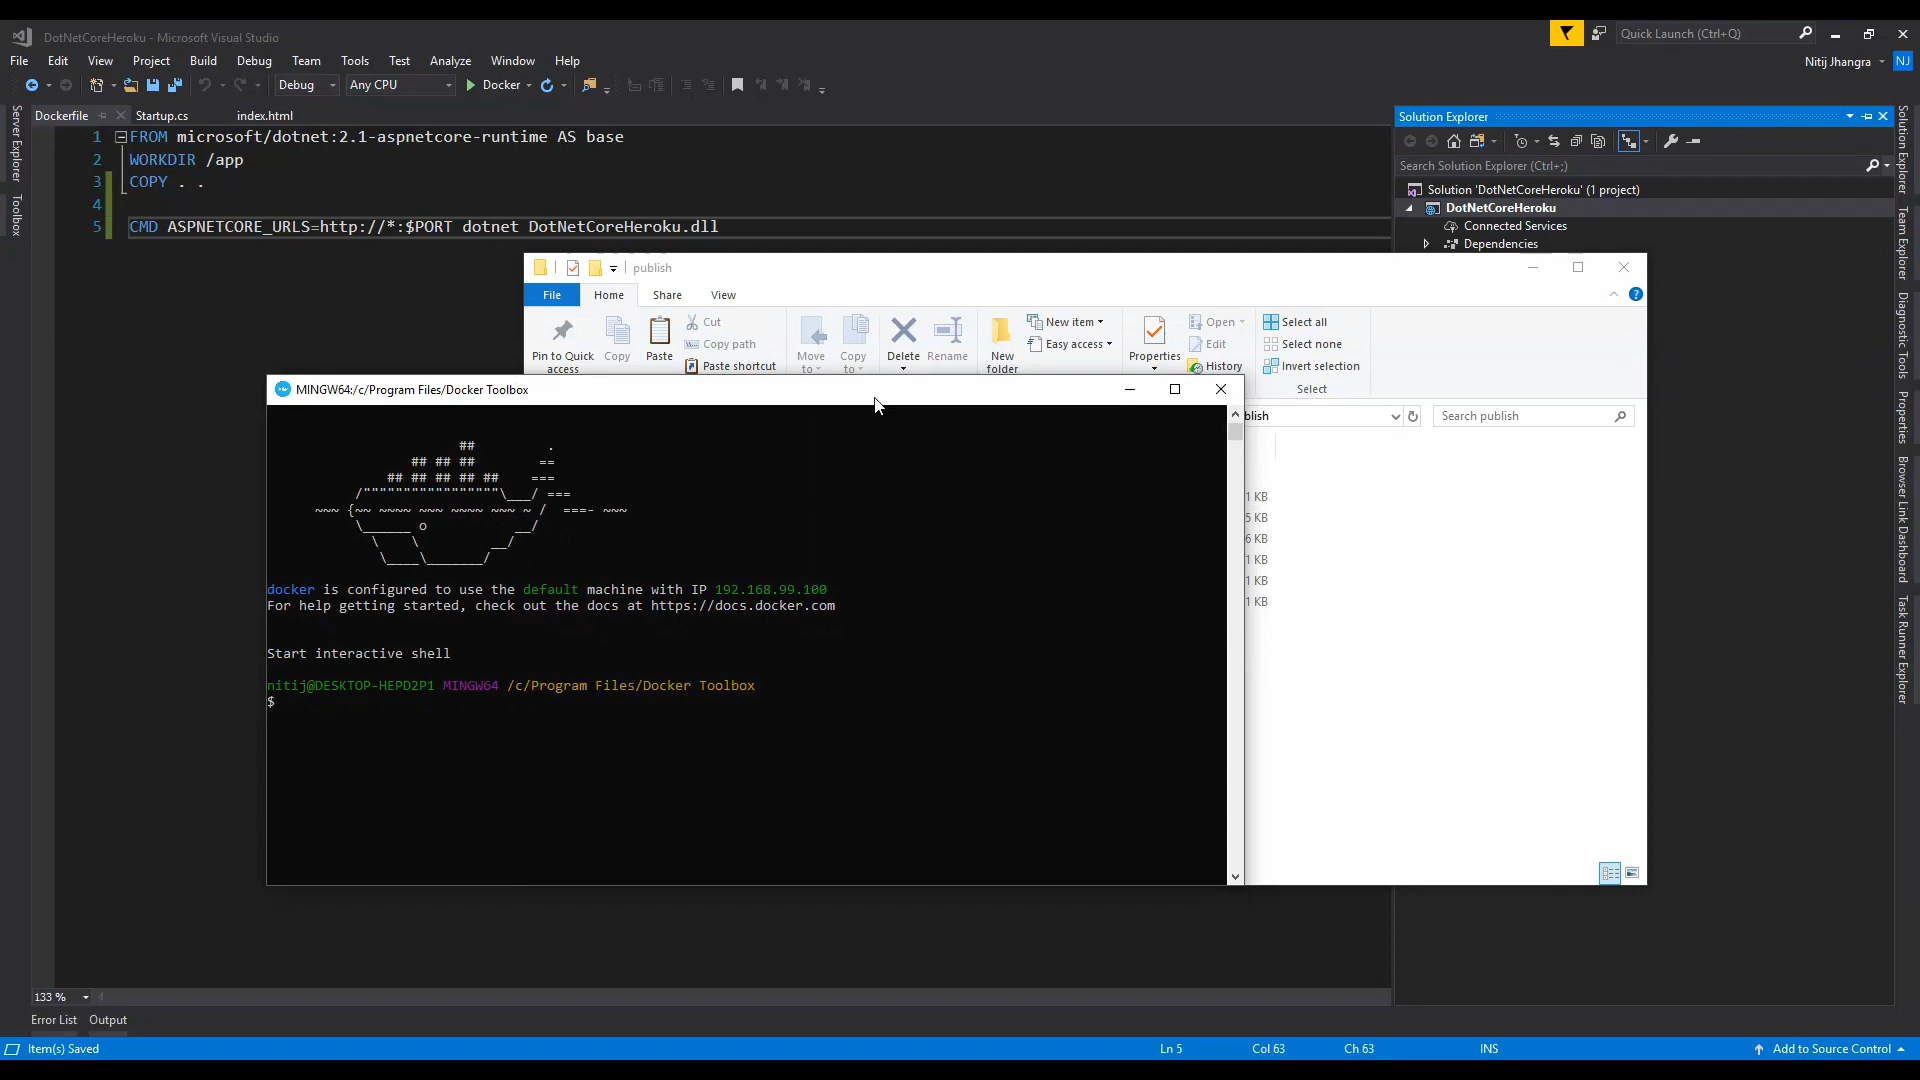 DotNetCoreHeroku - Microsoft Visual Studio
Quick Launch (Ctrl+Q)
File Edit View Project Build Debug Team Tools Test Analyze Window Help
Nitij Jhangra NJ
Debug Any CPU Docker
Server Explorer
Toolbox
Dockerfile Startup.cs index.html
1 FROM microsoft/dotnet:2.1-aspnetcore-runtime AS base
2 WORKDIR /app
3 COPY . .
4
5 CMD ASPNETCORE_URLS=http://*:$PORT dotnet DotNetCoreHeroku.dll
Solution Explorer
Search Solution Explorer (Ctrl+;)
Solution 'DotNetCoreHeroku' (1 project)
DotNetCoreHeroku
Connected Services
Dependencies
Solution Explorer
Team Explorer
Diagnostic Tools
Properties
Browser Link Dashboard
Task Runner Explorer
publish
File Home Share View
Pin to Quick access
Copy
Paste
Cut
Copy path
Paste shortcut
Move to
Copy to
Delete
Rename
New folder
New item
Easy access
Properties
Open
Edit
History
Select all
Select none
Invert selection
Select
blish
Search publish
1 KB
5 KB
6 KB
1 KB
1 KB
1 KB
MINGW64:/c/Program Files/Docker Toolbox
## .
## ## ## ==
## ## ## ## ## ===
/"""""""""""""""""\___/ ===
~~~ {~~ ~~~~ ~~~ ~~~~ ~~~ ~ / ===- ~~~
\______ o __/
\ \ __/
\____\_______/
docker is configured to use the default machine with IP 192.168.99.100
For help getting started, check out the docs at https://docs.docker.com
Start interactive shell
nitij@DESKTOP-HEPD2P1 MINGW64 /c/Program Files/Docker Toolbox
$
133 %
Error List Output
Item(s) Saved
Ln 5 Col 63 Ch 63 INS
Add to Source Control